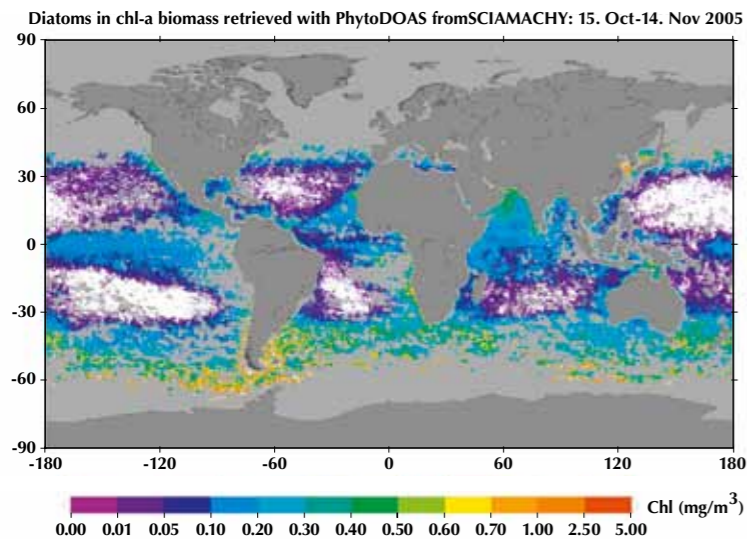 Diatoms in chl-a biomass retrieved with PhytoDOAS fromSCIAMACHY: 15. Oct-14. Nov 2005
90
60
30
0
-30
-60
-90
-180 -120 -60 0 60 120 180
Chl (mg/m³)
0.00 0.01 0.05 0.10 0.20 0.30 0.40 0.50 0.60 0.70 1.00 2.50 5.00